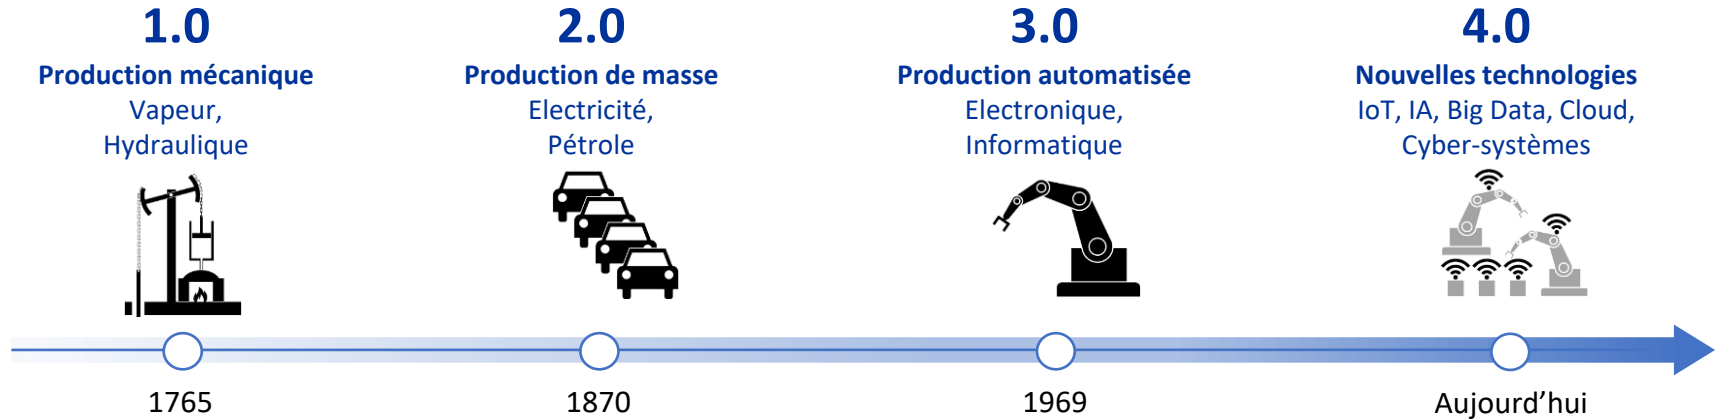 1.0
Production mécanique
Vapeur,
Hydraulique
1765
2.0
Production de masse
Electricité,
Pétrole
1870
3.0
Production automatisée
Electronique,
Informatique
1969
4.0
Nouvelles technologies
IoT, IA, Big Data, Cloud,
Cyber-systèmes
Aujourd’hui